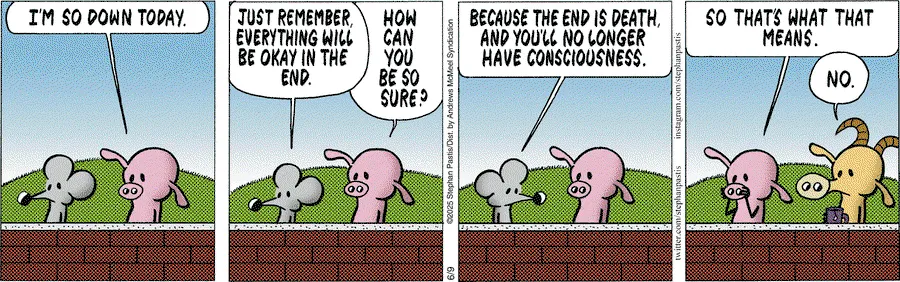 I'M SO DOWN TODAY.
JUST REMEMBER,
EVERYTHING WILL
BE OKAY IN THE
END.
HOW
CAN
YOU
BE SO
SURE?
©2025 Stephan Pastis/Dist. by Andrews McMeel Syndication
6/9
BECAUSE THE END IS DEATH,
AND YOU'LL NO LONGER
HAVE CONSCIOUSNESS.
twitter.com/stephanpastis
instagram.com/stephanpastis
SO THAT'S WHAT THAT
MEANS.
NO.